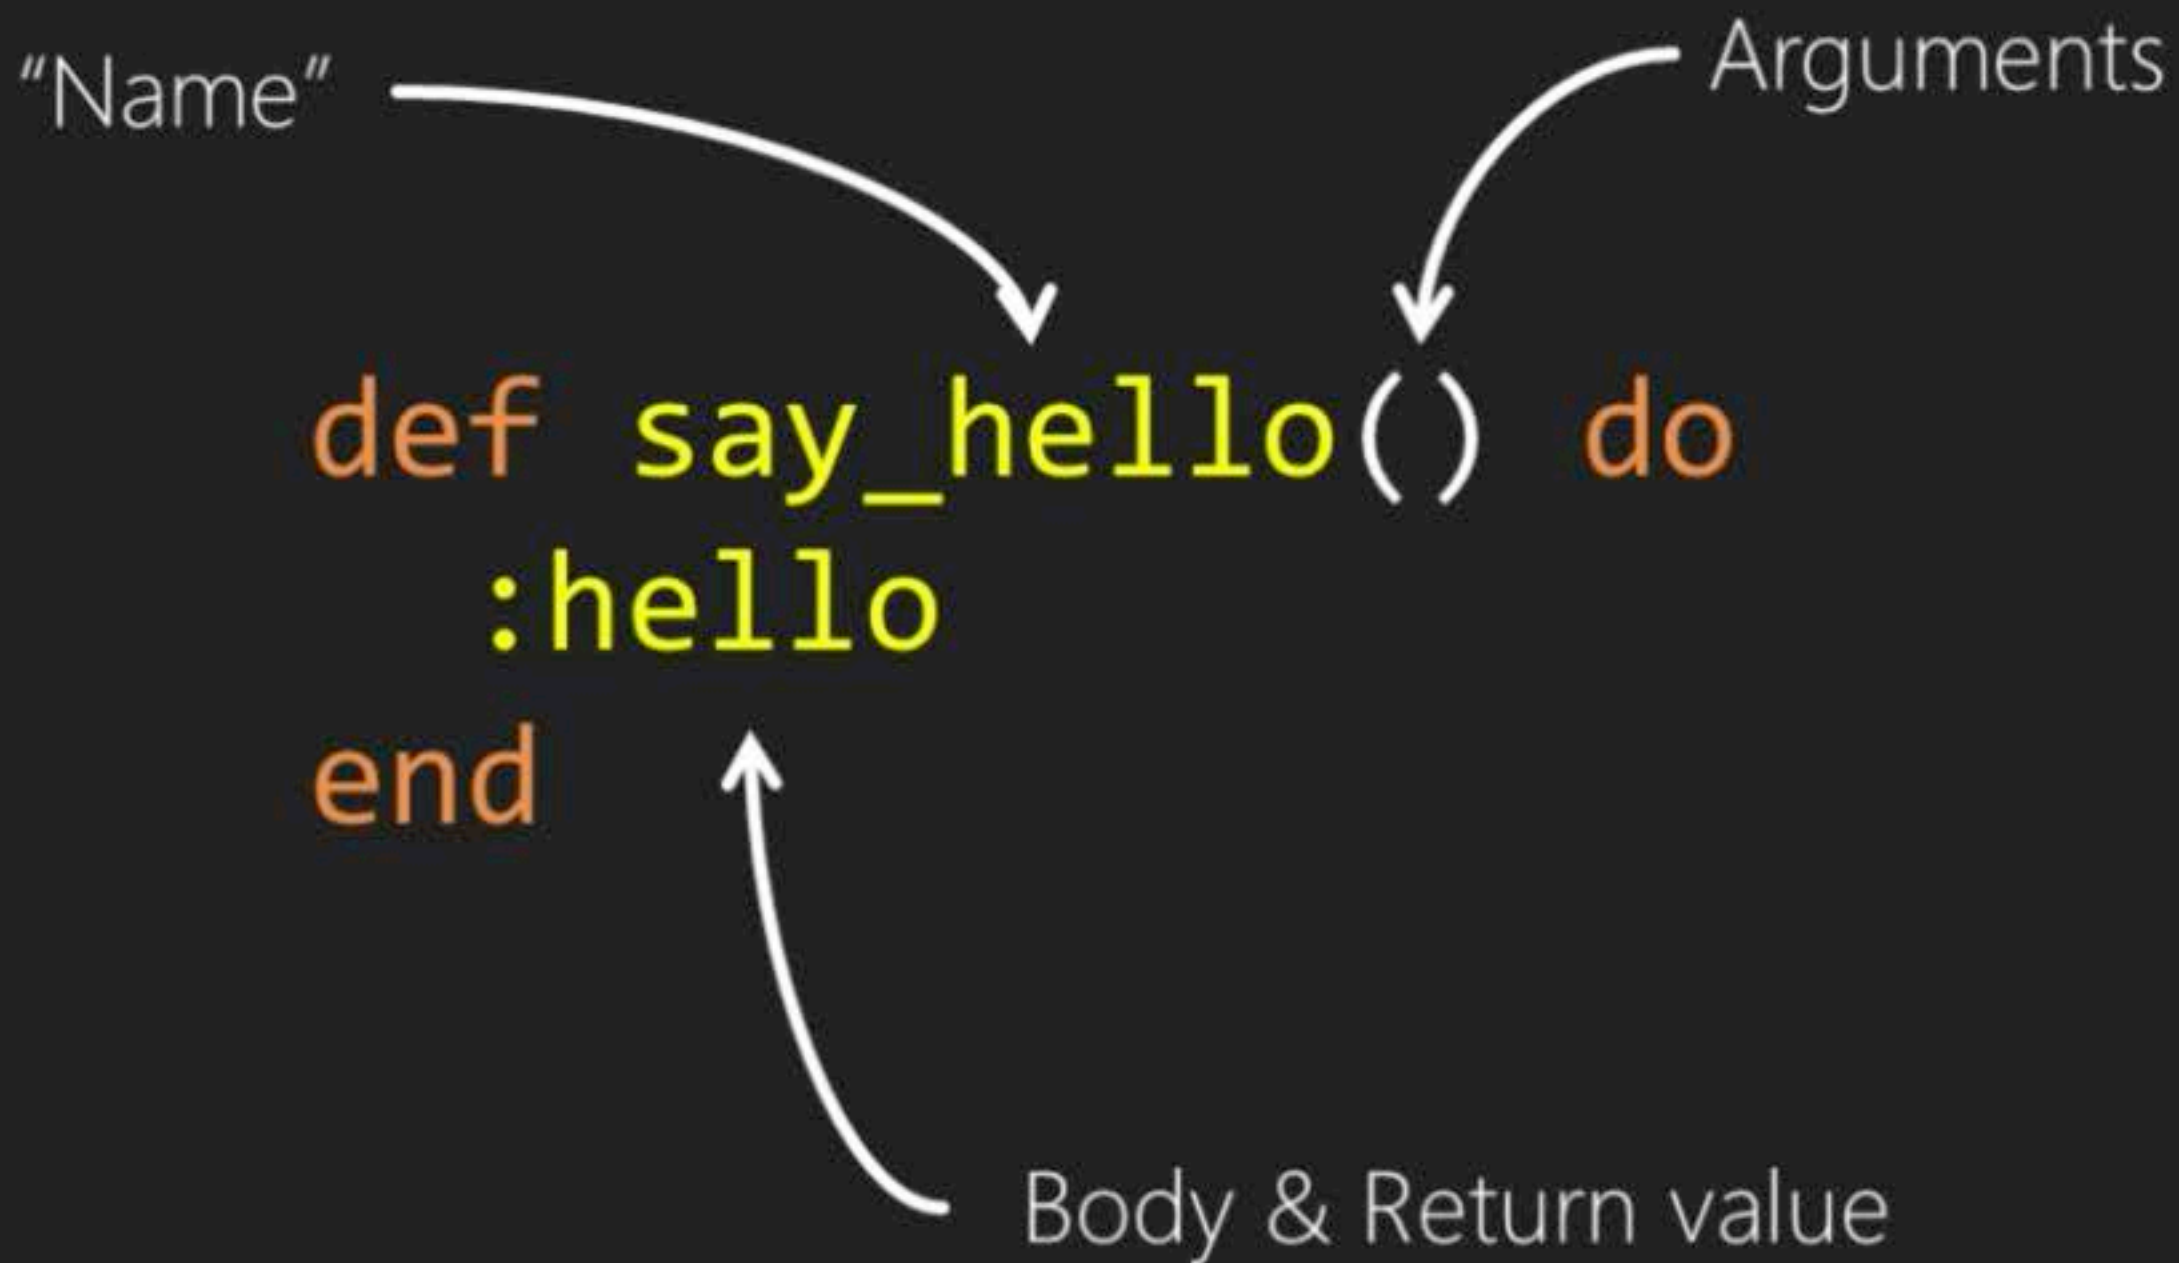 “Name”
Arguments
def say_hello() do
:hello
end
Body & Return value